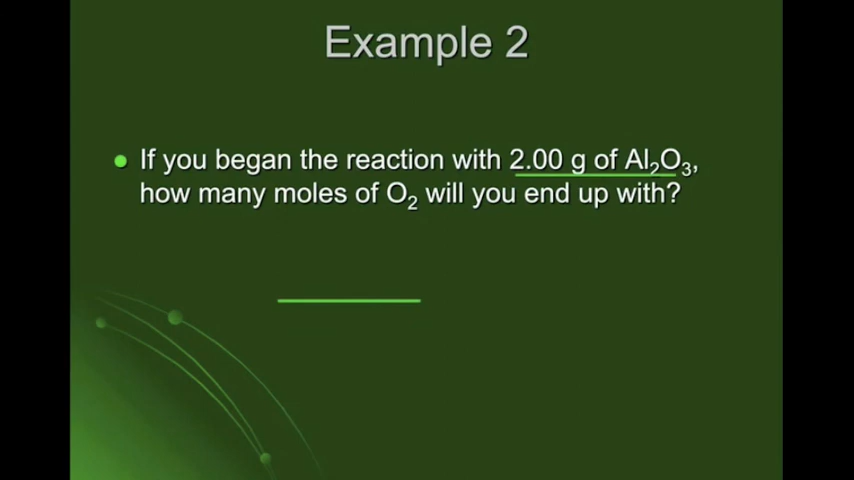 Example 2
If you began the reaction with 2.00 g of Al₂O₃,
how many moles of O₂ will you end up with?